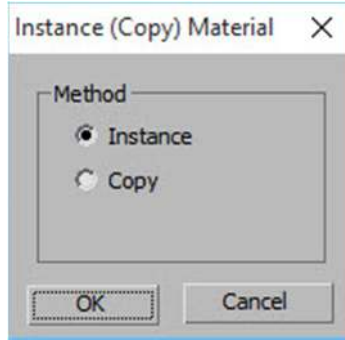 Instance (Copy) Material
Method
Instance
Copy
OK
Cancel